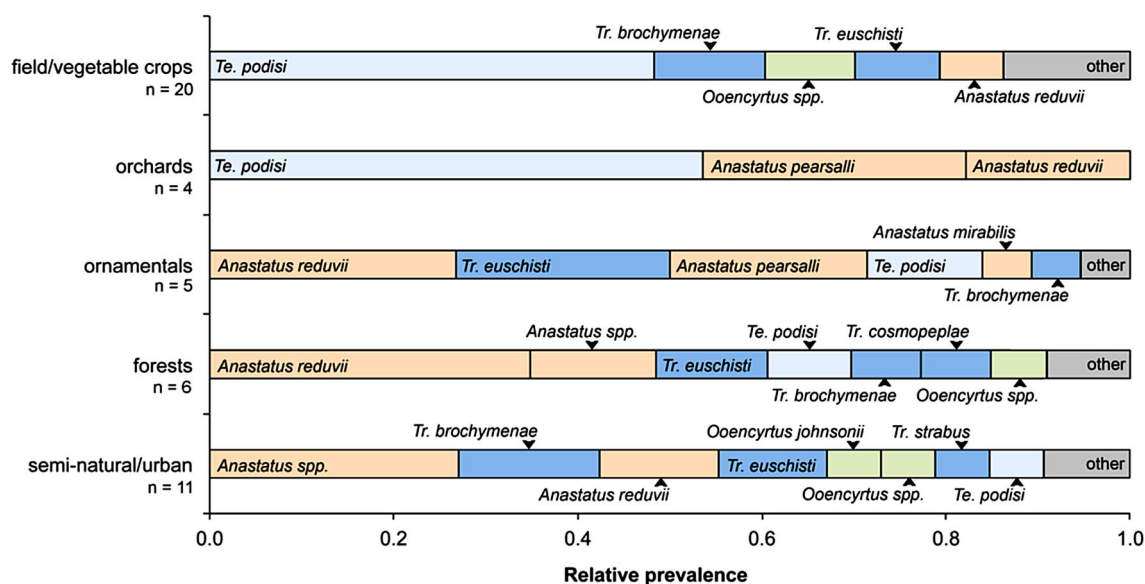 Tr. brochymenae Tr. euschisti
field/vegetable crops Te. podisi other
n = 20 Ooencyrtus spp. Anastatus reduvii
orchards Te. podisi Anastatus pearsalli Anastatus reduvii
n = 4
Anastatus mirabilis
ornamentals Anastatus reduvii Tr. euschisti Anastatus pearsalli Te. podisi other
n = 5 Tr. brochymenae
Anastatus spp. Te. podisi Tr. cosmopeplae
forests Anastatus reduvii Tr. euschisti other
n = 6 Tr. brochymenae Ooencyrtus spp.
Tr. brochymenae Ooencyrtus johnsonii Tr. strabus
semi-natural/urban Anastatus spp. Tr. euschisti other
n = 11 Anastatus reduvii Ooencyrtus spp. Te. podisi
0.0 0.2 0.4 0.6 0.8 1.0
Relative prevalence